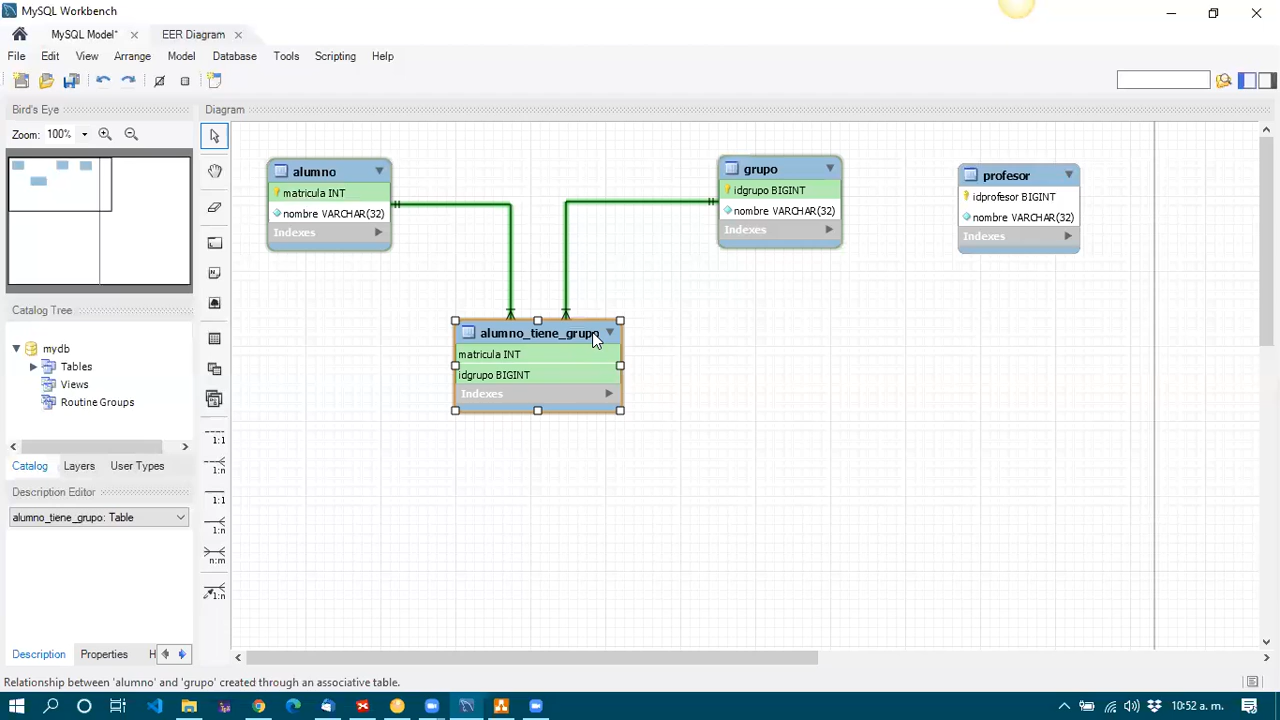 MySQL Workbench
MySQL Model* × EER Diagram ×
File Edit View Arrange Model Database Tools Scripting Help
Bird's Eye
Diagram
Zoom: 100%
alumno
matricula INT
nombre VARCHAR(32)
Indexes
grupo
idgrupo BIGINT
nombre VARCHAR(32)
Indexes
profesor
idprofesor BIGINT
nombre VARCHAR(32)
Indexes
Catalog Tree
mydb
Tables
Views
Routine Groups
alumno_tiene_grupo
matricula INT
idgrupo BIGINT
Indexes
1:1
1:n
1:1
1:n
n:m
1:n
Catalog Layers User Types
Description Editor
alumno_tiene_grupo: Table
Description Properties H
Relationship between 'alumno' and 'grupo' created through an associative table.
10:52 a. m.